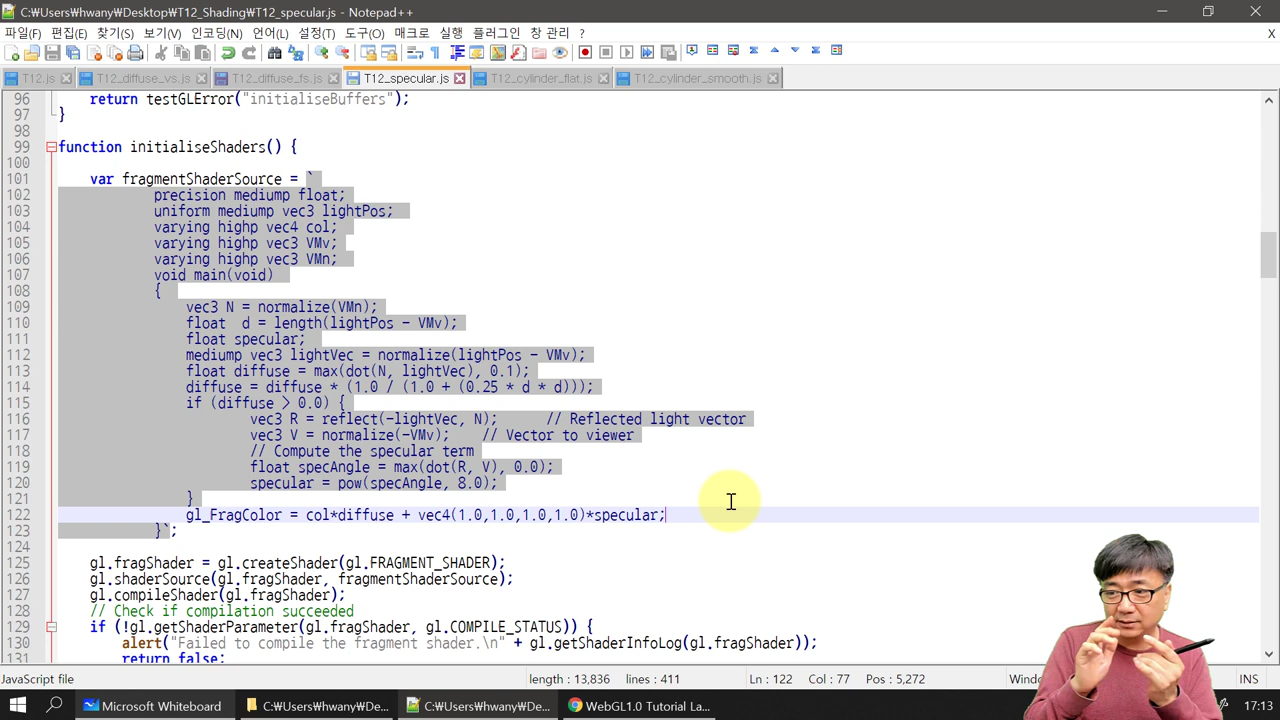 C:₩Users₩hwany₩Desktop₩T12_Shading₩T12_specular.js - Notepad++
파일(F) 편집(E) 찾기(S) 보기(V) 인코딩(N) 언어(L) 설정(T) 도구(O) 매크로 실행 플러그인 창 관리 ? X
T12.js T12_diffuse_vs.js T12_diffuse_fs.js T12_specular.js T12_cylinder_flat.js T12_cylinder_smooth.js
96 return testGLError("initialiseBuffers");
97 }
98
99 function initialiseShaders() {
100
101 var fragmentShaderSource = `
102 precision mediump float;
103 uniform mediump vec3 lightPos;
104 varying highp vec4 col;
105 varying highp vec3 VMv;
106 varying highp vec3 VMn;
107 void main(void)
108 {
109 vec3 N = normalize(VMn);
110 float  d = length(lightPos - VMv);
111 float specular;
112 mediump vec3 lightVec = normalize(lightPos - VMv);
113 float diffuse = max(dot(N, lightVec), 0.1);
114 diffuse = diffuse * (1.0 / (1.0 + (0.25 * d * d)));
115 if (diffuse > 0.0) {
116 vec3 R = reflect(-lightVec, N); // Reflected light vector
117 vec3 V = normalize(-VMv); // Vector to viewer
118 // Compute the specular term
119 float specAngle = max(dot(R, V), 0.0);
120 specular = pow(specAngle, 8.0);
121 }
122 gl_FragColor = col*diffuse + vec4(1.0,1.0,1.0,1.0)*specular;
123 }`;
124
125 gl.fragShader = gl.createShader(gl.FRAGMENT_SHADER);
126 gl.shaderSource(gl.fragShader, fragmentShaderSource);
127 gl.compileShader(gl.fragShader);
128 // Check if compilation succeeded
129 if (!gl.getShaderParameter(gl.fragShader, gl.COMPILE_STATUS)) {
130 alert("Failed to compile the fragment shader.\n" + gl.getShaderInfoLog(gl.fragShader));
131 return false;
JavaScript file length : 13,836 lines : 411 Ln : 122 Col : 77 Pos : 5,272 INS
Microsoft Whiteboard C:₩Users₩hwany₩De... C:₩Users₩hwany₩De... WebGL1.0 Tutorial La... 17:13